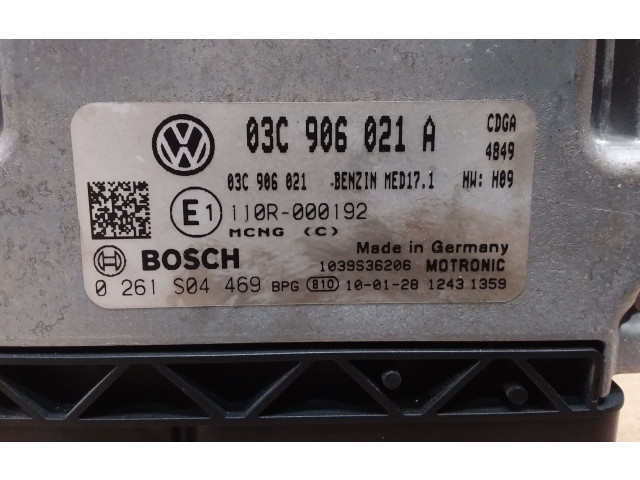 03C 906 021 A CDGA
4849
03C 906 021 BENZIN MED17.1 HW: H09
E1 110R-000192
MCNG (C)
Made in Germany
BOSCH 1039S36206 MOTRONIC
0 261 S04 469 BPG 810 10-01-28 1243 1359